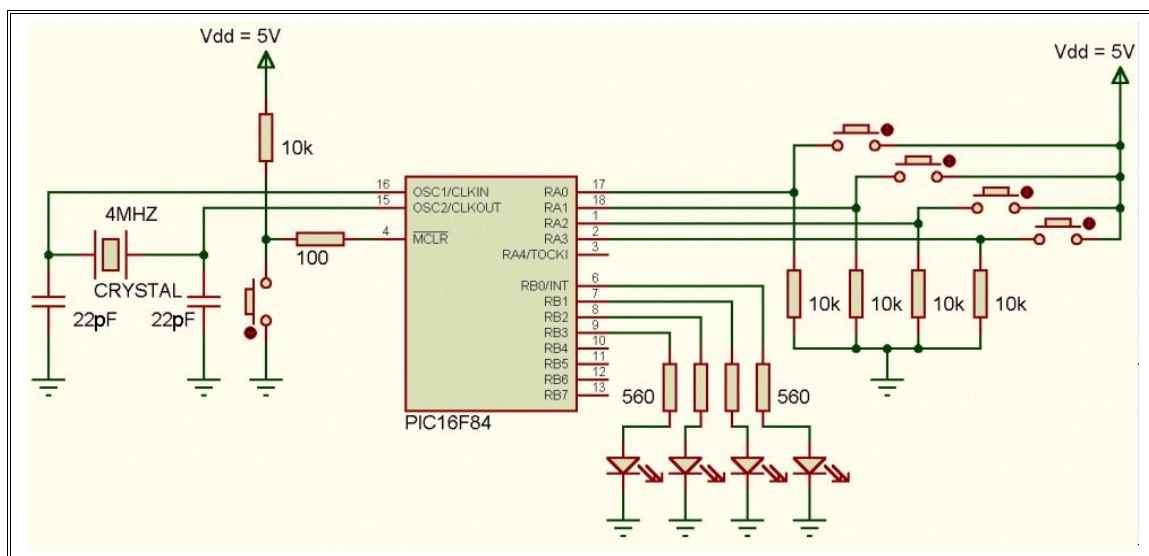 Vdd = 5V
Vdd = 5V
10k
16
OSC1/CLKIN
RA0
17
15
OSC2/CLKOUT
RA1
18
4MHZ
RA2
1
4
MCLR
RA3
2
100
RA4/TOCKI
3
CRYSTAL
RB0/INT
6
22pF
22pF
RB1
7
10k
10k
10k
10k
RB2
8
RB3
9
RB4
10
RB5
11
RB6
12
RB7
13
560
560
PIC16F84